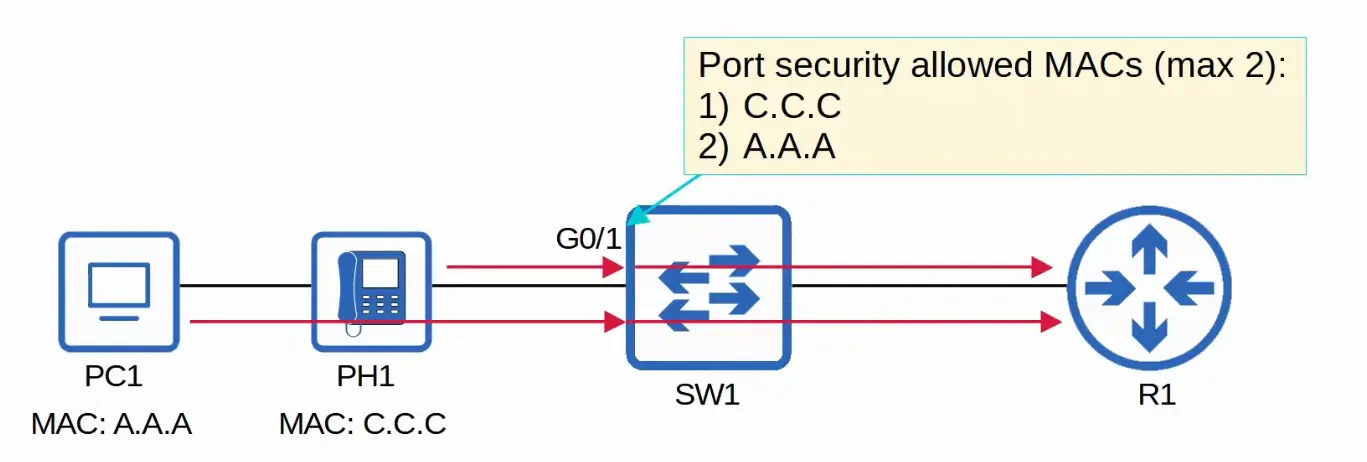 Port security allowed MACs (max 2):
1) C.C.C
2) A.A.A
G0/1
PC1
MAC: A.A.A
PH1
MAC: C.C.C
SW1
R1